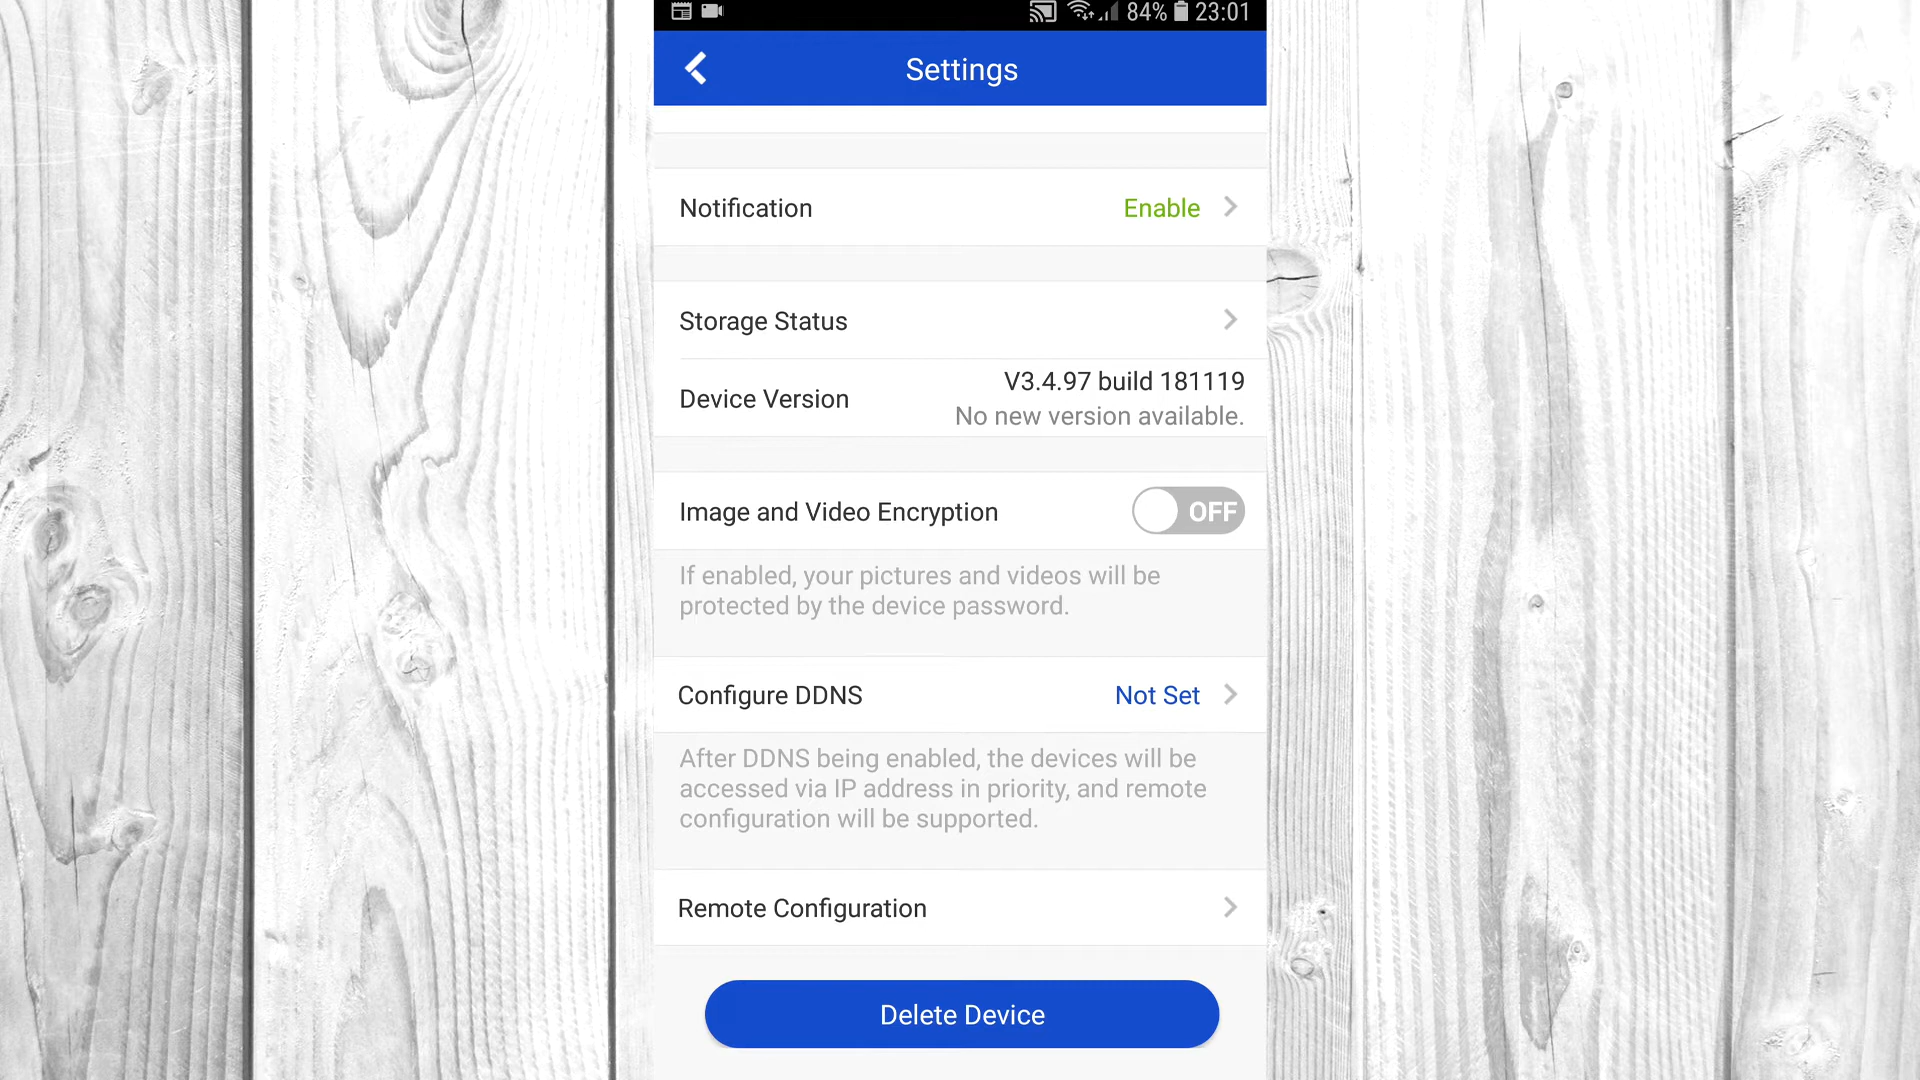 84% 23:01
Settings
Notification Enable
Storage Status
V3.4.97 build 181119
Device Version
No new version available.
Image and Video Encryption OFF
If enabled, your pictures and videos will be
protected by the device password.
Configure DDNS Not Set
After DDNS being enabled, the devices will be
accessed via IP address in priority, and remote
configuration will be supported.
Remote Configuration
Delete Device